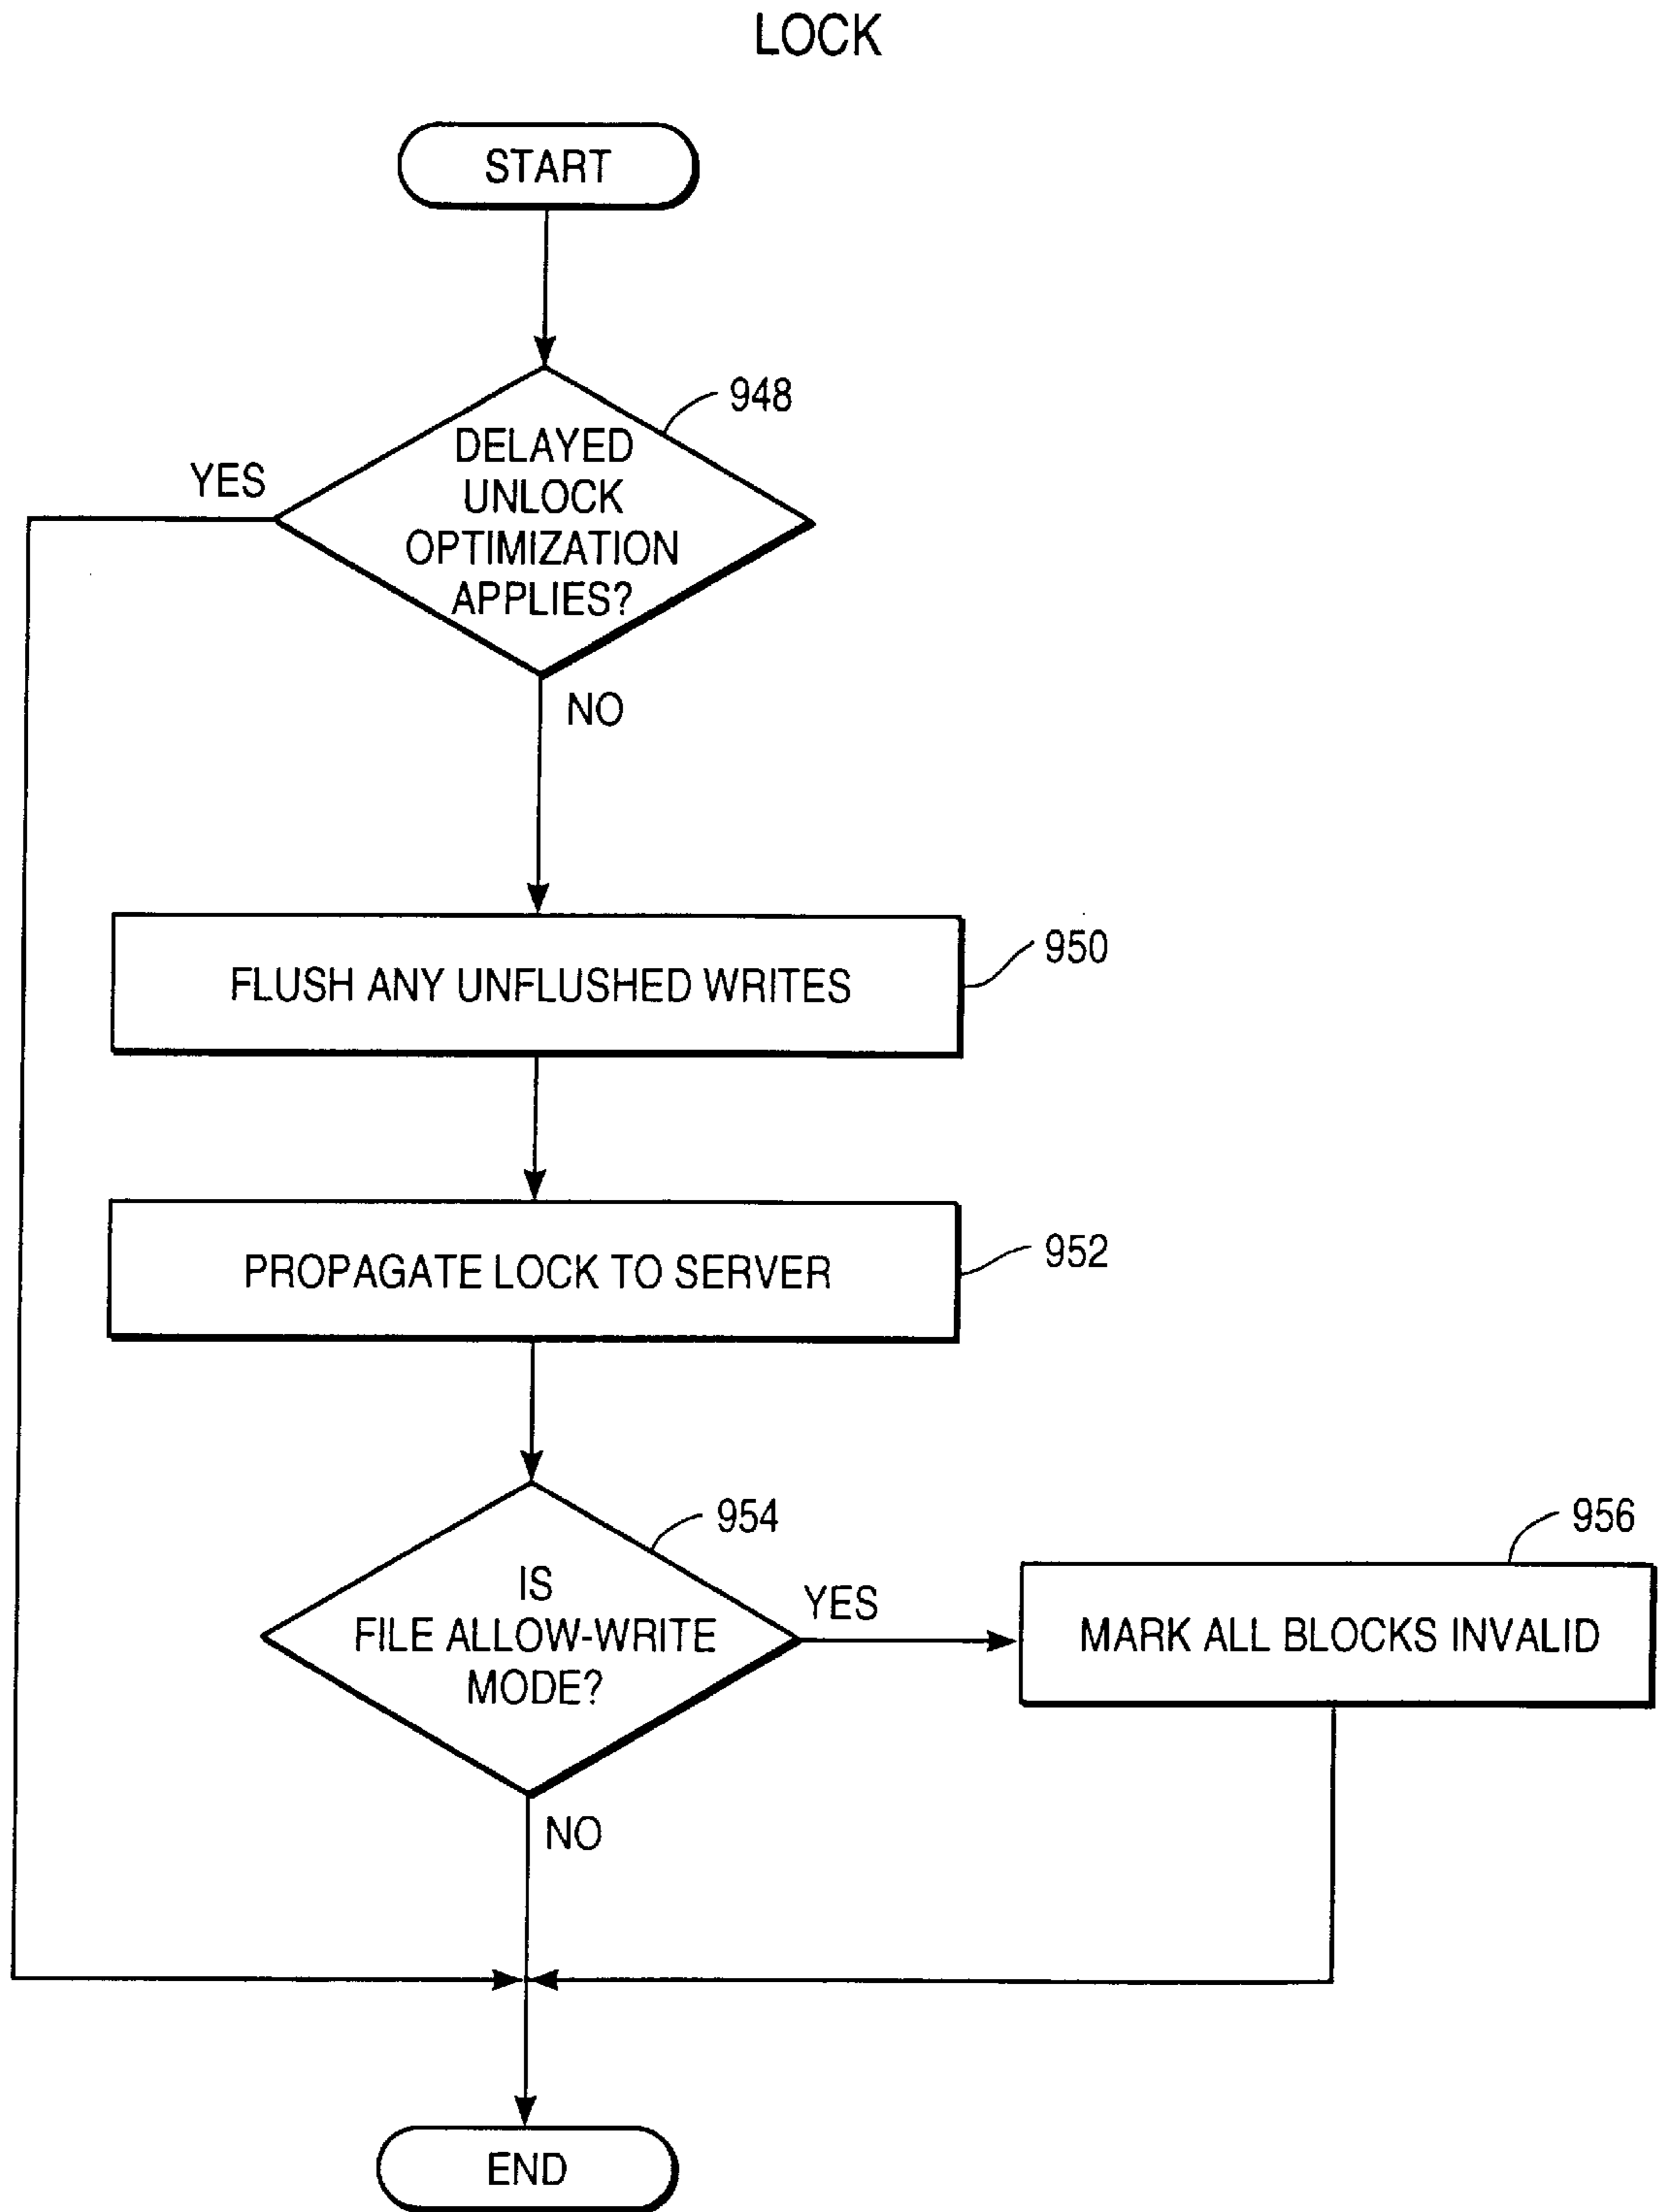 LOCK
START
948
DELAYED
UNLOCK
OPTIMIZATION
APPLIES?
YES
NO
FLUSH ANY UNFLUSHED WRITES
950
PROPAGATE LOCK TO SERVER
952
954
IS
FILE ALLOW-WRITE
MODE?
YES
956
MARK ALL BLOCKS INVALID
NO
END